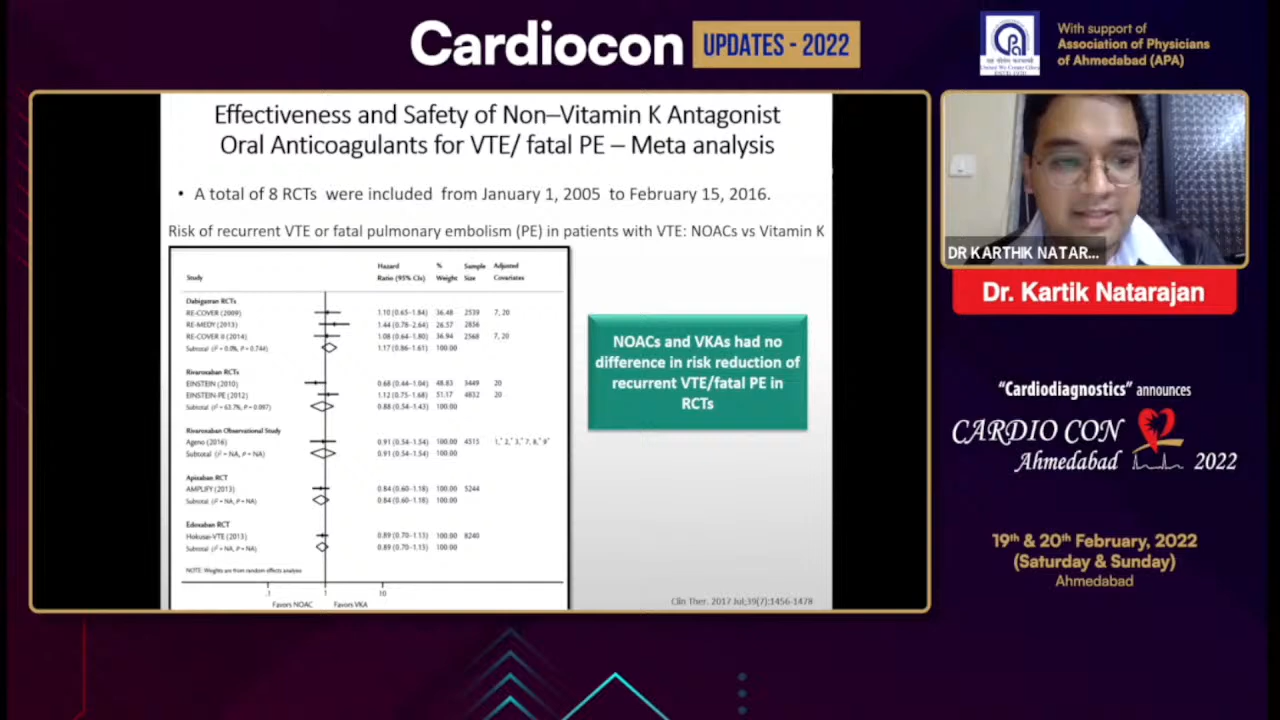 Cardiocon UPDATES - 2022
With support of
Association of Physicians
of Ahmedabad (APA)
Effectiveness and Safety of Non–Vitamin K Antagonist
Oral Anticoagulants for VTE/ fatal PE – Meta analysis
• A total of 8 RCTs were included from January 1, 2005 to February 15, 2016.
Risk of recurrent VTE or fatal pulmonary embolism (PE) in patients with VTE: NOACs vs Vitamin K
Hazard % Sample Adjusted
Study Ratio (95% CIs) Weight Size Covariates
Dabigatran RCTs
RE-COVER (2009) 1.10 (0.65-1.84) 36.48 2539 7, 20
RE-MEDY (2013) 1.44 (0.78-2.64) 26.57 2856
RE-COVER II (2014) 1.08 (0.64-1.80) 36.94 2568 7, 20
Subtotal (I² = 0.0%, P = 0.744) 1.17 (0.86-1.61) 100.00
Rivaroxaban RCTs
EINSTEIN (2010) 0.68 (0.44-1.04) 48.83 3449 20
EINSTEIN-PE (2012) 1.12 (0.75-1.68) 51.17 4832 20
Subtotal (I² = 63.7%, P = 0.097) 0.88 (0.54-1.43) 100.00
Rivaroxaban Observational Study
Ageno (2016) 0.91 (0.54-1.54) 100.00 4515
Subtotal (I² = NA, P = NA) 0.91 (0.54-1.54) 100.00
Apixaban RCT
AMPLIFY (2013) 0.84 (0.60-1.18) 100.00 5244
Subtotal (I² = NA, P = NA) 0.84 (0.60-1.18) 100.00
Edoxaban RCT
Hokusai-VTE (2013) 0.89 (0.70-1.13) 100.00 8240
Subtotal (I² = NA, P = NA) 0.89 (0.70-1.13) 100.00
NOTE: Weights are from random effects analysis
.1 1 10
Favors NOAC Favors VKA
NOACs and VKAs had no
difference in risk reduction of
recurrent VTE/fatal PE in
RCTs
Clin Ther. 2017 Jul;39(7):1456-1478
DR KARTHIK NATAR...
Dr. Kartik Natarajan
"Cardiodiagnostics" announces
CARDIO CON
Ahmedabad 2022
19th & 20th February, 2022
(Saturday & Sunday)
Ahmedabad